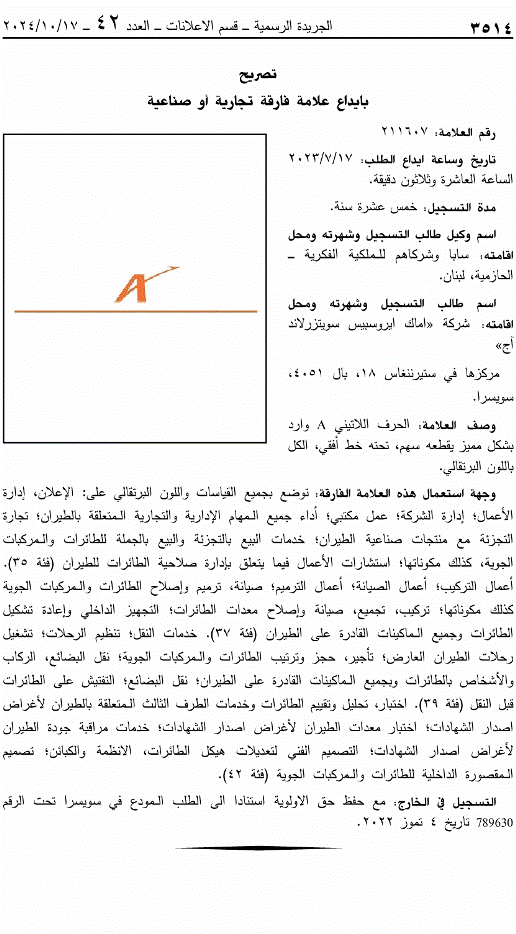 ٣٥١٤ الجريدة الرسمية ــ قسم الاعلانات ــ العدد ٤٢ ــ ٢٠٢٤/١٠/١٧
تصريح
بايداع علامة فارقة تجارية أو صناعية
رقم العلامة: ٢١١٦٠٧
تاريخ وساعة ايداع الطلب: ٢٠٢٣/٧/١٧
الساعة العاشرة وثلاثون دقيقة.
مدة التسجيل: خمس عشرة سنة.
اسم وكيل طالب التسجيل وشهرته ومحل
اقامته: سابا وشركاهم للملكية الفكرية ــ
الحازمية، لبنان.
اسم طالب التسجيل وشهرته ومحل
اقامته: شركة «اماك ايروسبيس سويتزرلاند
آج»
مركزها في ستيرننغاس ١٨، بال ٤٠٥١،
سويسرا.
وصف العلامة: الحرف اللاتيني A وارد
بشكل مميز يقطعه سهم، تحته خط أفقي، الكل
باللون البرتقالي.
A
وجهة استعمال هذه العلامة الفارقة: توضع بجميع القياسات واللون البرتقالي على: الإعلان، إدارة
الأعمال؛ إدارة الشركة؛ عمل مكتبي؛ أداء جميع المهام الإدارية والتجارية المتعلقة بالطيران؛ تجارة
التجزئة مع منتجات صناعية الطيران؛ خدمات البيع بالتجزئة والبيع بالجملة للطائرات والمركبات
الجوية، كذلك مكوناتها؛ استشارات الأعمال فيما يتعلق بإدارة صلاحية الطائرات للطيران (فئة ٣٥).
أعمال التركيب؛ أعمال الصيانة؛ أعمال الترميم؛ صيانة، ترميم وإصلاح الطائرات والمركبات الجوية
كذلك مكوناتها؛ تركيب، تجميع، صيانة وإصلاح معدات الطائرات؛ التجهيز الداخلي وإعادة تشكيل
الطائرات وجميع الماكينات القادرة على الطيران (فئة ٣٧). خدمات النقل؛ تنظيم الرحلات؛ تشغيل
رحلات الطيران العارض؛ تأجير، حجز وترتيب الطائرات والمركبات الجوية؛ نقل البضائع، الركاب
والأشخاص بالطائرات وبجميع الماكينات القادرة على الطيران؛ نقل البضائع؛ التفتيش على الطائرات
قبل النقل (فئة ٣٩). اختبار، تحليل وتقييم الطائرات وخدمات الطرف الثالث المتعلقة بالطيران لأغراض
اصدار الشهادات؛ اختبار معدات الطيران لأغراض اصدار الشهادات؛ خدمات مراقبة جودة الطيران
لأغراض اصدار الشهادات؛ التصميم الفني لتعديلات هيكل الطائرات، الانظمة والكبائن؛ تصميم
المقصورة الداخلية للطائرات والمركبات الجوية (فئة ٤٢).
التسجيل في الخارج: مع حفظ حق الاولوية استنادا الى الطلب المودع في سويسرا تحت الرقم
789630 تاريخ ٤ تموز ٢٠٢٢.